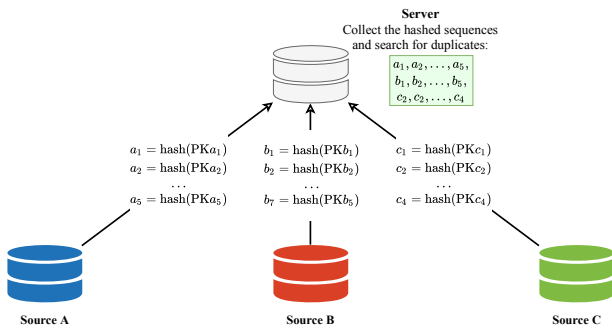 Server
Collect the hashed sequences
and search for duplicates:
a₁, a₂, . . . , a₅,
b₁, b₂, . . . , b₅,
c₂, c₂, . . . , c₄
a₁ = hash(PKa₁)
a₂ = hash(PKa₂)
. . .
a₅ = hash(PKa₅)
b₁ = hash(PKb₁)
b₂ = hash(PKb₂)
. . .
b₇ = hash(PKb₅)
c₁ = hash(PKc₁)
c₂ = hash(PKc₂)
. . .
c₄ = hash(PKc₄)
Source A
Source B
Source C